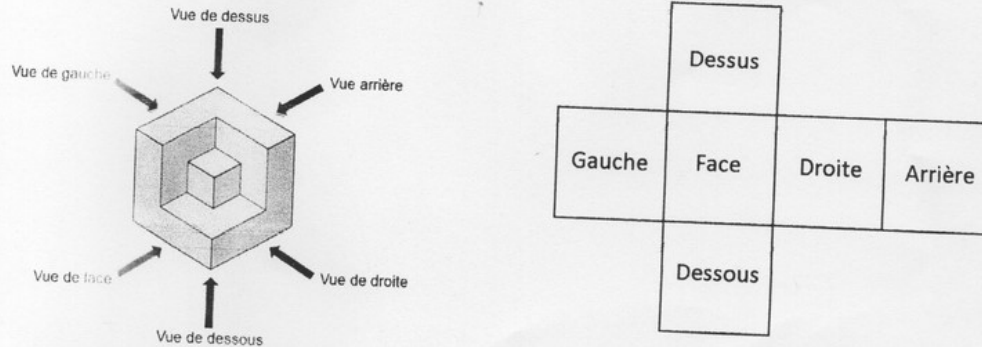 Vue de dessus
Vue de gauche
Vue arrière
Vue de face
Vue de droite
Vue de dessous
Dessus
Gauche
Face
Droite
Arrière
Dessous